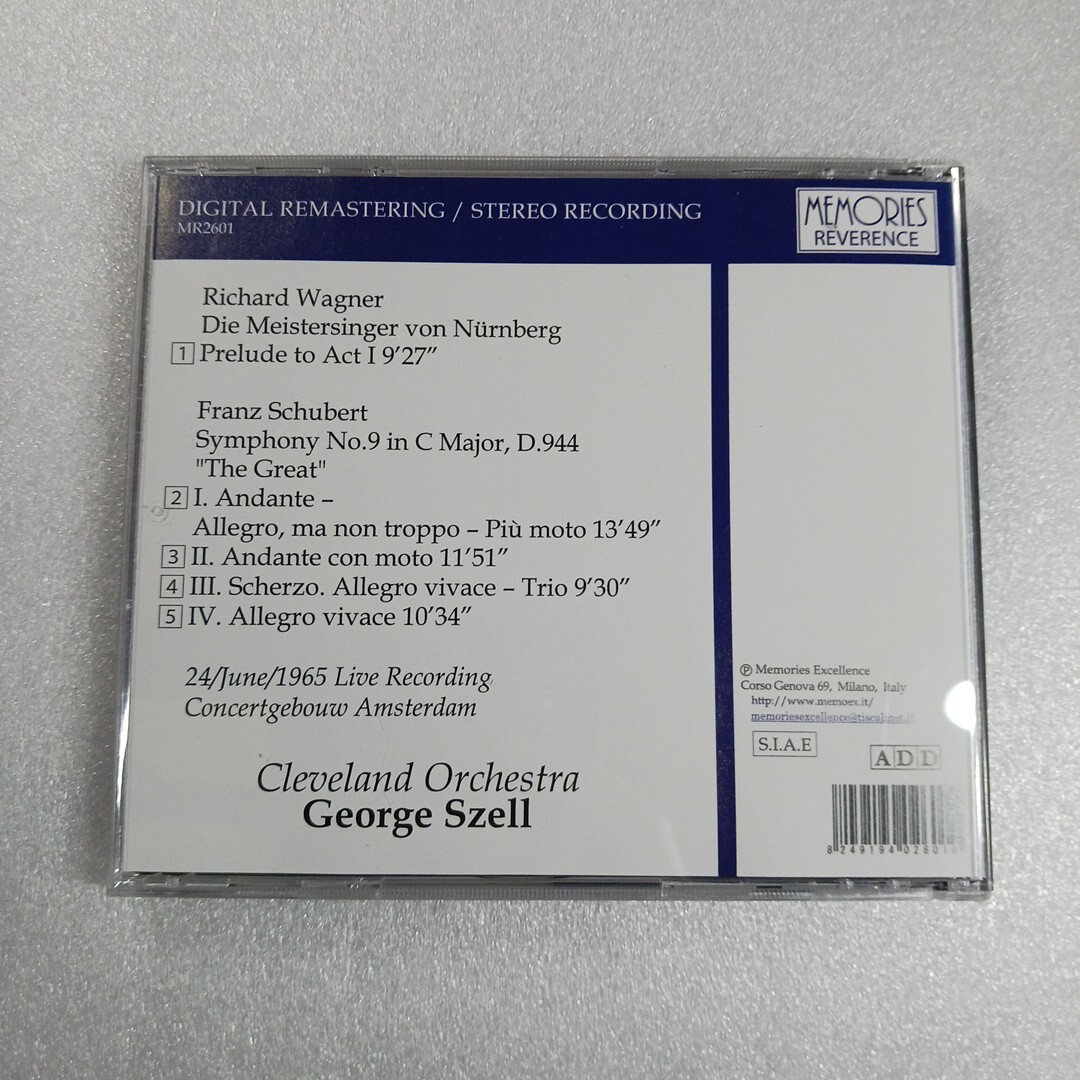 DIGITAL REMASTERING / STEREO RECORDING
MR2601
MEMORIES
REVERENCE
Richard Wagner
Die Meistersinger von Nürnberg
1 Prelude to Act I 9'27"
Franz Schubert
Symphony No.9 in C Major, D.944
"The Great"
2 I. Andante –
Allegro, ma non troppo – Più moto 13'49"
3 II. Andante con moto 11'51"
4 III. Scherzo. Allegro vivace – Trio 9'30"
5 IV. Allegro vivace 10'34"
24/June/1965 Live Recording
Concertgebouw Amsterdam
Cleveland Orchestra
George Szell
℗ Memories Excellence
Corso Genova 69, Milano, Italy
http://www.memoex.it/
memoriesexcellence@tiscalinet.it
S.I.A.E
ADD